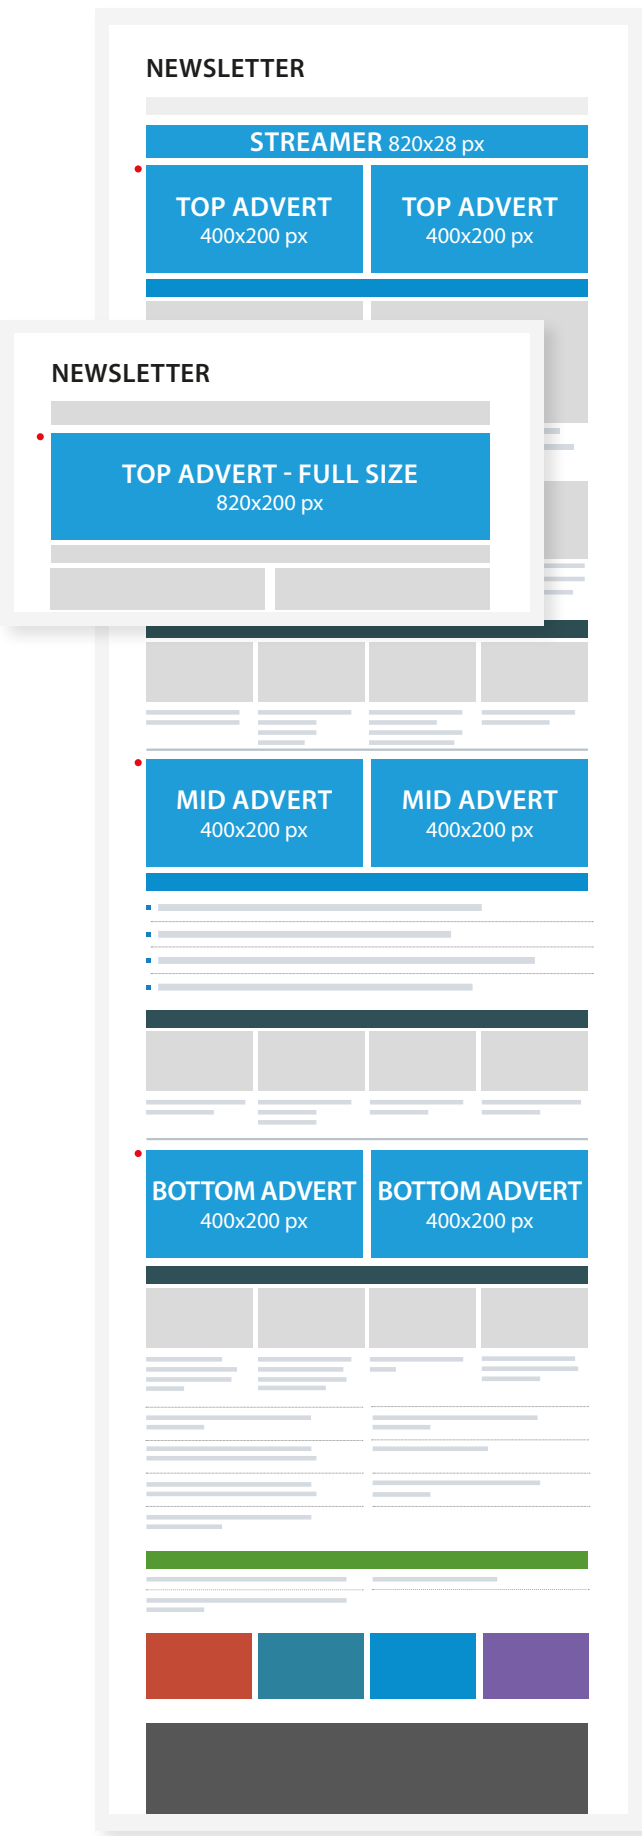 NEWSLETTER
STREAMER 820x28 px
TOP ADVERT
400x200 px
TOP ADVERT
400x200 px
NEWSLETTER
TOP ADVERT - FULL SIZE
820x200 px
MID ADVERT
400x200 px
MID ADVERT
400x200 px
BOTTOM ADVERT
400x200 px
BOTTOM ADVERT
400x200 px